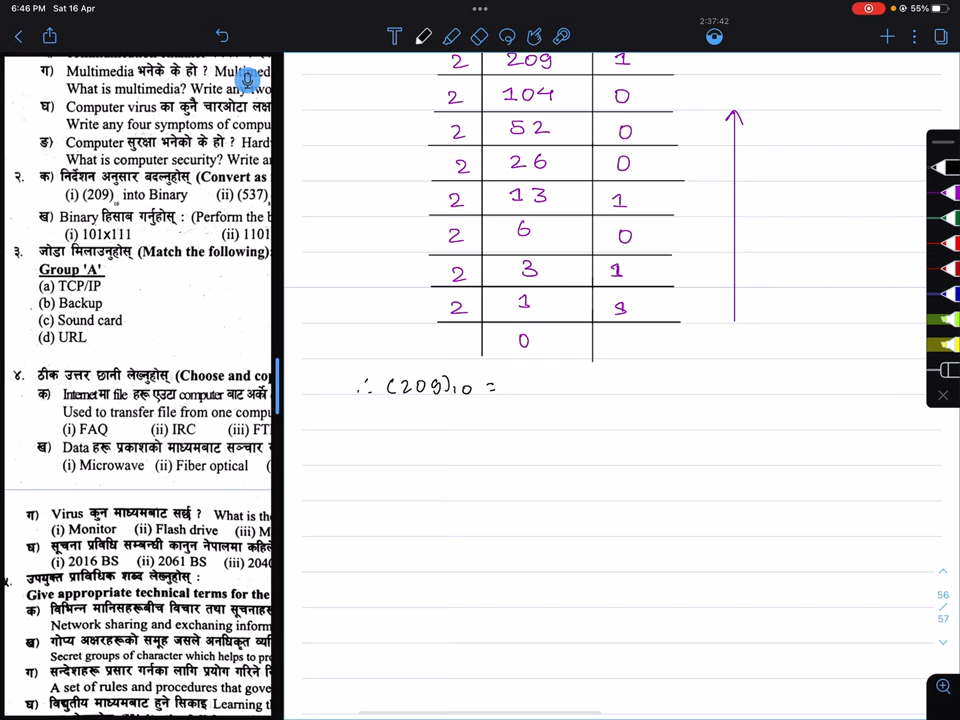 6:46 PM Sat 16 Apr
55%
2:37:42
ग) Multimedia भनेके के हो ?
What is multimedia? Write any two
घ) Computer virus का कुनै चारओटा लक्ष
Write any four symptoms of compu
ङ) Computer सुरक्षा भनेको के हो ? Hard
What is computer security? Write a
२. क) निर्देशन अनुसार बदल्नुहोस् (Convert as
(i) (209)10 into Binary (ii) (537)
ख) Binary हिसाब गर्नुहोस् : (Perform the b
(i) 101x111 (ii) 1101
३. जोडा मिलाउनुहोस् (Match the following)
Group 'A'
(a) TCP/IP
(b) Backup
(c) Sound card
(d) URL
४. ठीक उत्तर छानी लेख्नुहोस् (Choose and cop
क) Internet मा file हरू एउटा computer बाट अर्को
Used to transfer file from one compu
(i) FAQ (ii) IRC (iii) FT
ख) Data हरू प्रकाशको माध्यमबाट सञ्चार
(i) Microwave (ii) Fiber optical (
ग) Virus कुन माध्यमबाट सर्छ ? What is the
(i) Monitor (ii) Flash drive (iii) M
घ) सूचना प्रविधि सम्बन्धी कानुन नेपालमा कहिले
(i) 2016 BS (ii) 2061 BS (iii) 2040
५. उपयुक्त प्राविधिक शब्द लेख्नुहोस् :
Give appropriate technical terms for the
क) विभिन्न मानिसहरूबीच विचार तथा सूचनाहरू
Network sharing and exchaning inform
ख) गोप्य अक्षरहरूको समूह जसले अनधिकृत व्य
Secret groups of character which helps to pr
ग) सन्देशहरू प्रसार गर्नका लागि प्रयोग गरिने
A set of rules and procedures that gove
घ) विद्युतीय माध्यमबाट हुने सिकाइ Learning t
2 209 1
2 104 0
2 52 0
2 26 0
2 13 1
2 6 0
2 3 1
2 1 1
0
∴ (209)10 =
56
/
57